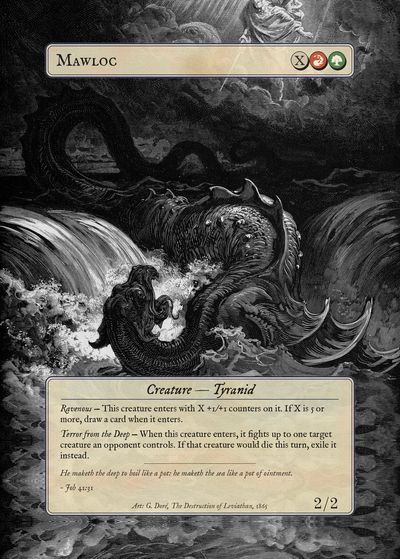 Mawloc X
Creature — Tyranid
Ravenous — This creature enters with X +1/+1 counters on it. If X is 5 or
more, draw a card when it enters.
Terror from the Deep — When this creature enters, it fights up to one target
creature an opponent controls. If that creature would die this turn, exile it
instead.
He maketh the deep to boil like a pot: he maketh the sea like a pot of ointment.
- Job 41:31
Art: G. Doré, The Destruction of Leviathan, 1865
2/2